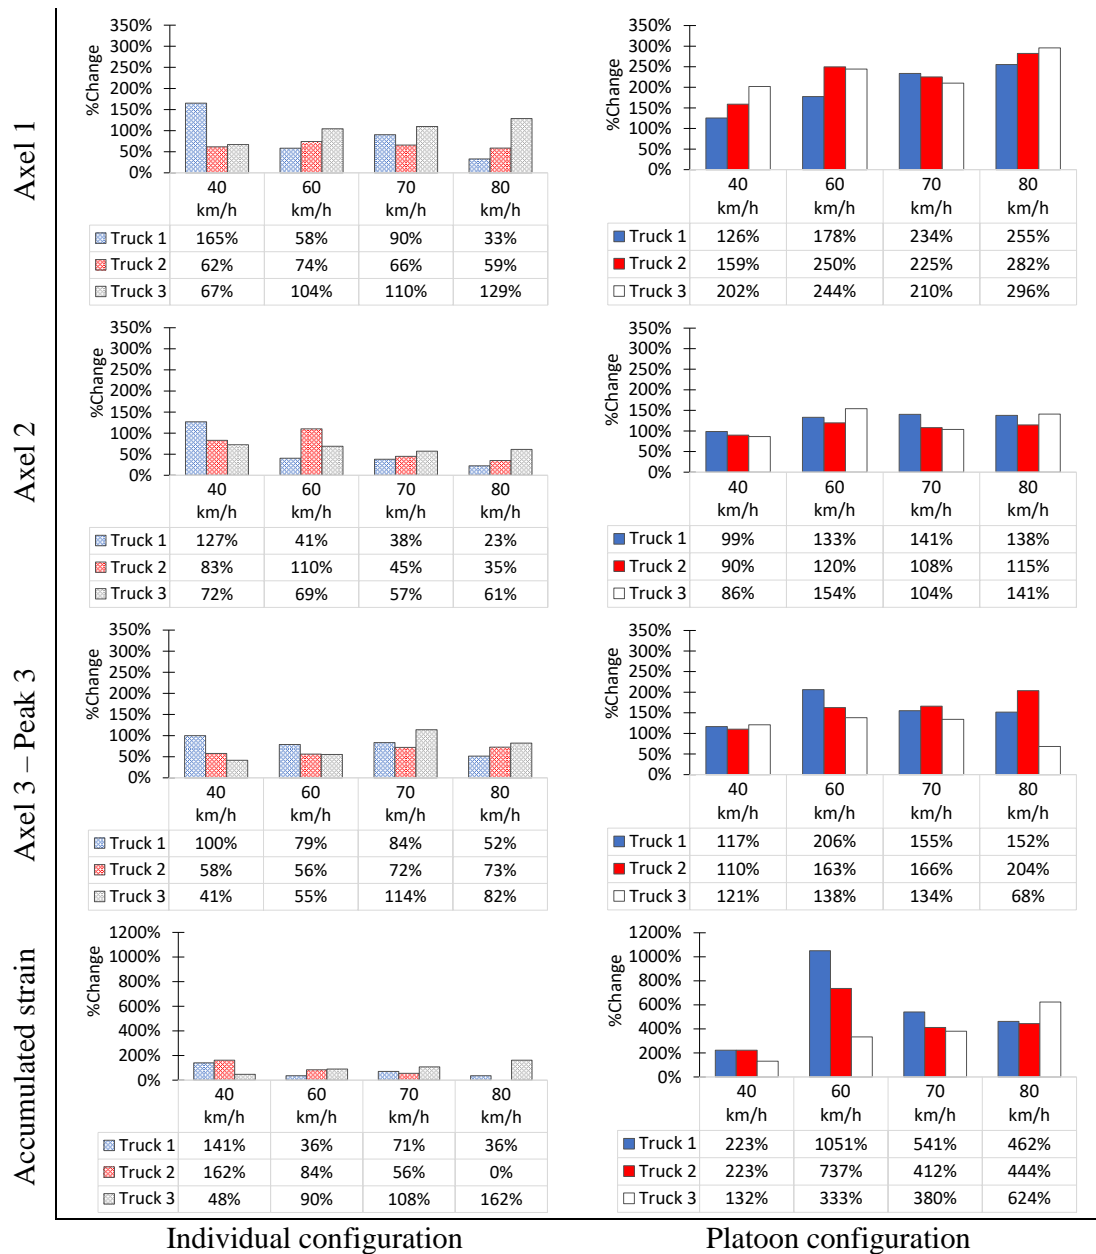 Axel 1
%Change
350%
300%
250%
200%
150%
100%
50%
0%
40 60 70 80
km/h km/h km/h km/h
Truck 1 165% 58% 90% 33%
Truck 2 62% 74% 66% 59%
Truck 3 67% 104% 110% 129%
%Change
350%
300%
250%
200%
150%
100%
50%
0%
40 60 70 80
km/h km/h km/h km/h
Truck 1 126% 178% 234% 255%
Truck 2 159% 250% 225% 282%
Truck 3 202% 244% 210% 296%
Axel 2
%Change
350%
300%
250%
200%
150%
100%
50%
0%
40 60 70 80
km/h km/h km/h km/h
Truck 1 127% 41% 38% 23%
Truck 2 83% 110% 45% 35%
Truck 3 72% 69% 57% 61%
%Change
350%
300%
250%
200%
150%
100%
50%
0%
40 60 70 80
km/h km/h km/h km/h
Truck 1 99% 133% 141% 138%
Truck 2 90% 120% 108% 115%
Truck 3 86% 154% 104% 141%
Axel 3 – Peak 3
%Change
350%
300%
250%
200%
150%
100%
50%
0%
40 60 70 80
km/h km/h km/h km/h
Truck 1 100% 79% 84% 52%
Truck 2 58% 56% 72% 73%
Truck 3 41% 55% 114% 82%
%Change
350%
300%
250%
200%
150%
100%
50%
0%
40 60 70 80
km/h km/h km/h km/h
Truck 1 117% 206% 155% 152%
Truck 2 110% 163% 166% 204%
Truck 3 121% 138% 134% 68%
Accumulated strain
%Change
1200%
1000%
800%
600%
400%
200%
0%
40 60 70 80
km/h km/h km/h km/h
Truck 1 141% 36% 71% 36%
Truck 2 162% 84% 56% 0%
Truck 3 48% 90% 108% 162%
%Change
1200%
1000%
800%
600%
400%
200%
0%
40 60 70 80
km/h km/h km/h km/h
Truck 1 223% 1051% 541% 462%
Truck 2 223% 737% 412% 444%
Truck 3 132% 333% 380% 624%
Individual configuration
Platoon configuration